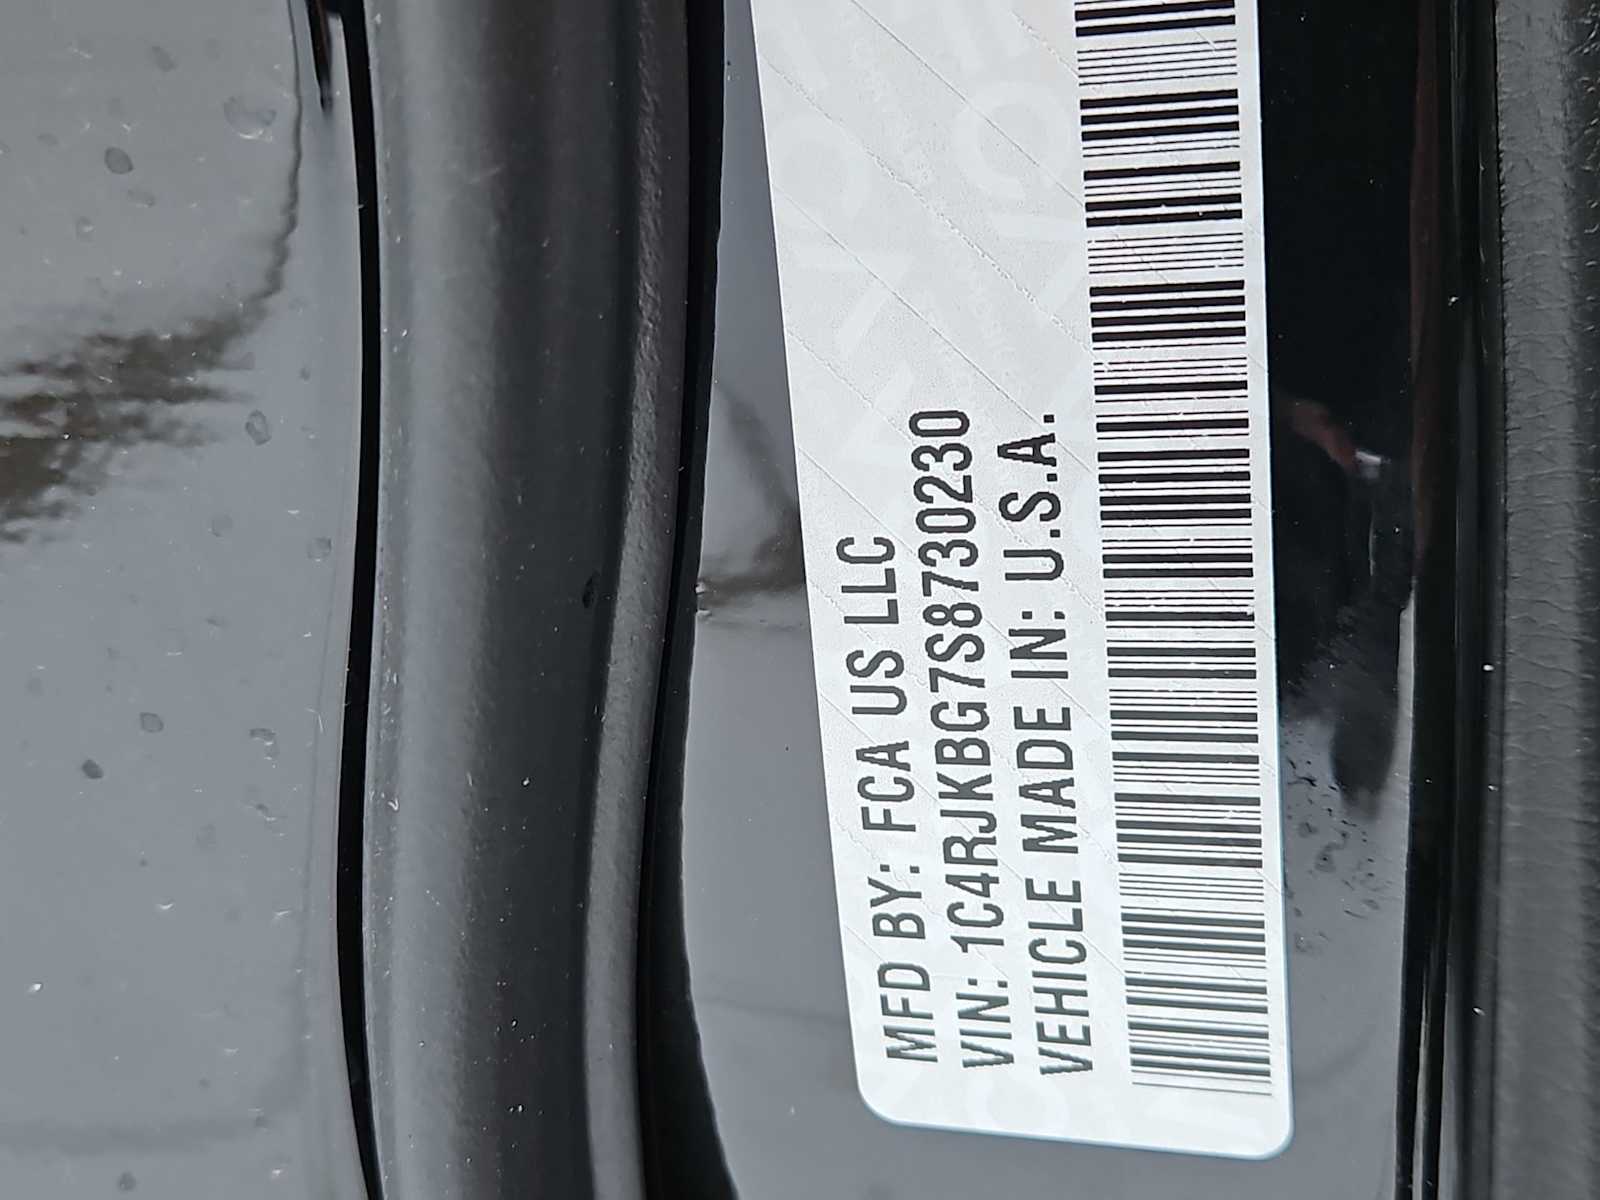 MFD BY: FCA US LLC
VIN: 1C4RJKBG7S8730230
VEHICLE MADE IN: U.S.A.